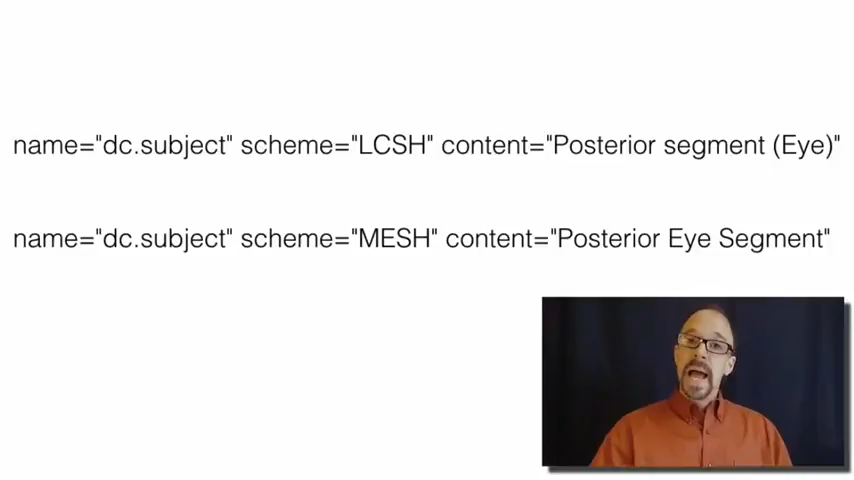 name="dc.subject" scheme="LCSH" content="Posterior segment (Eye)"
name="dc.subject" scheme="MESH" content="Posterior Eye Segment"